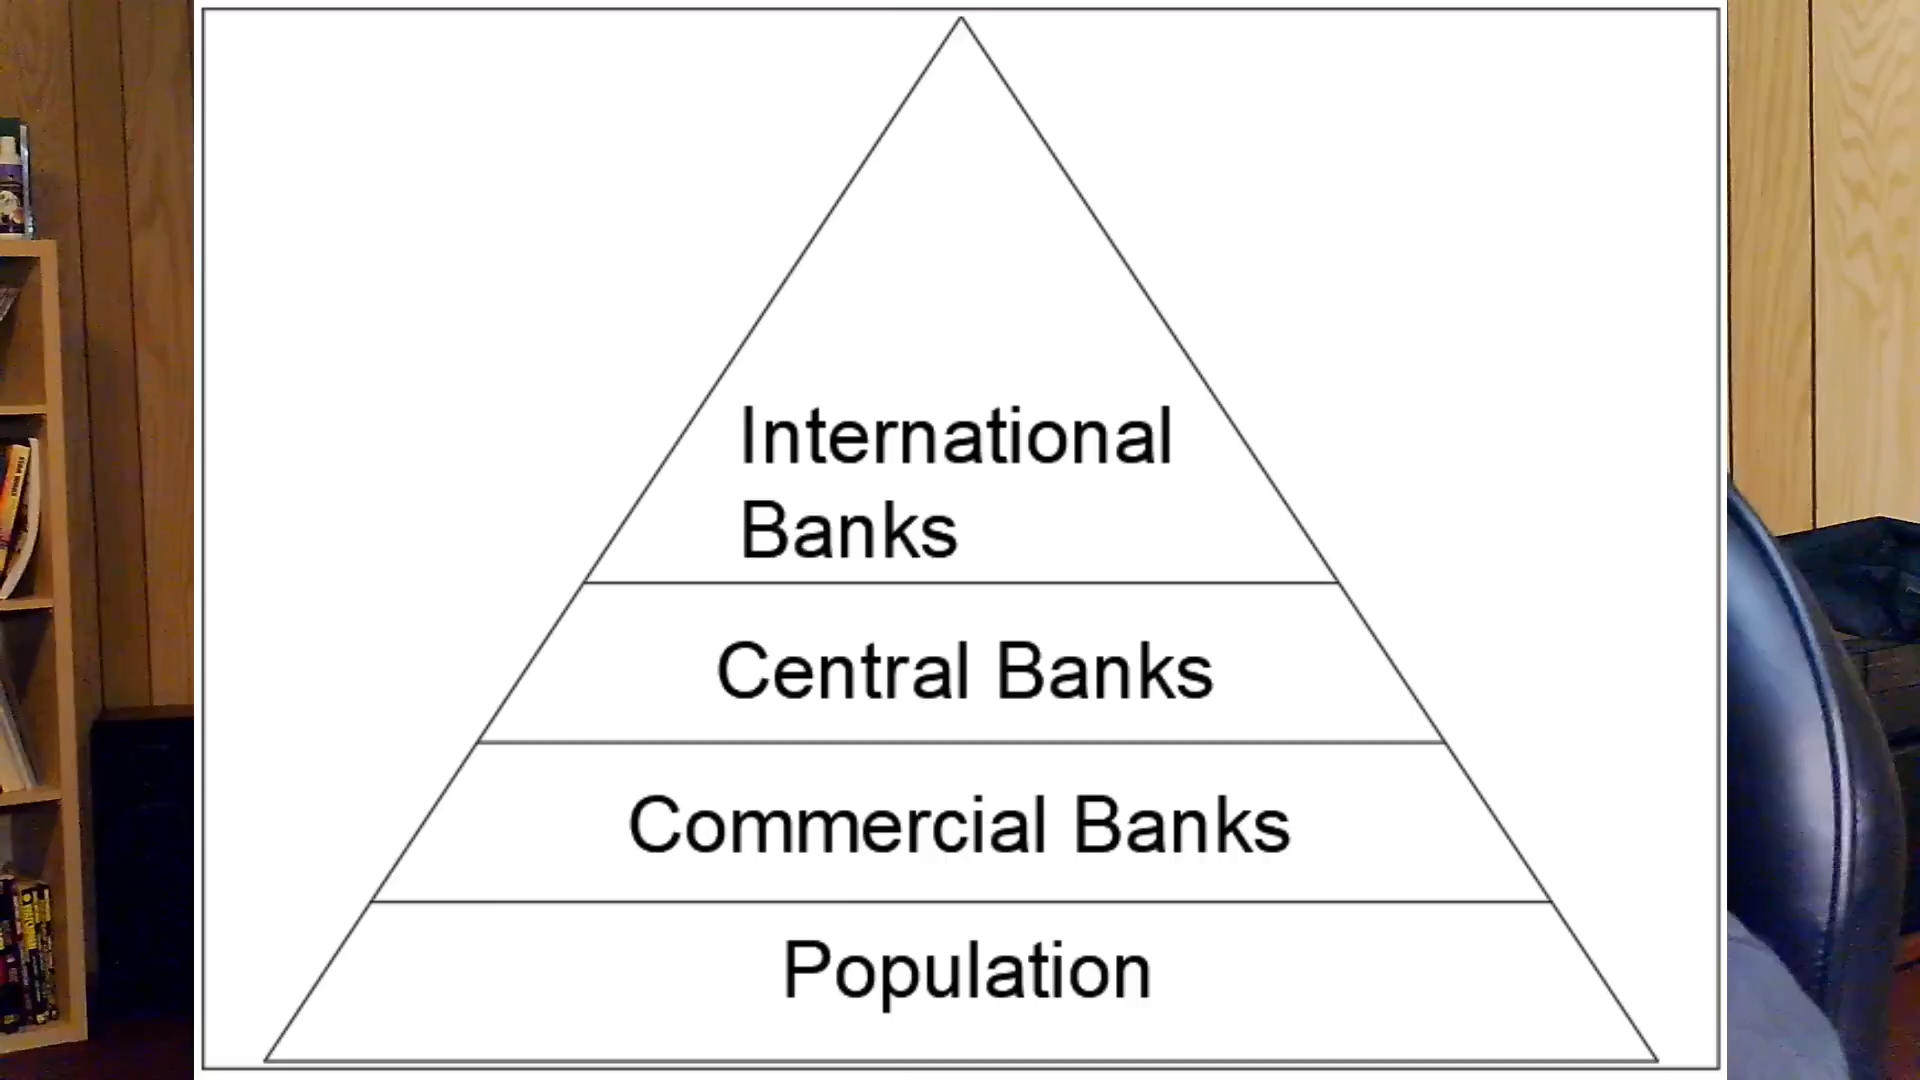 International
Banks
Central Banks
Commercial Banks
Population